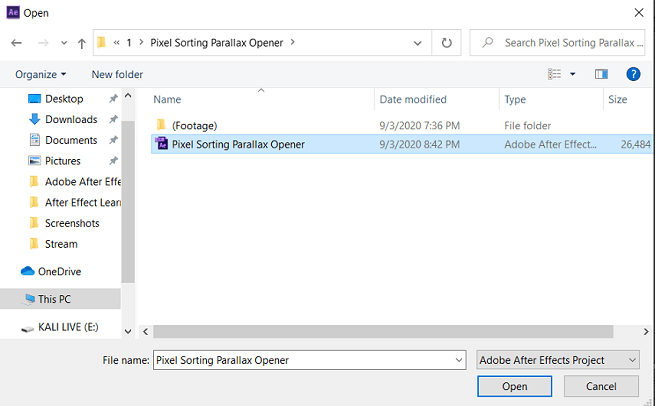 Ae Open
« 1 > Pixel Sorting Parallax Opener >
Search Pixel Sorting Parallax ...
Organize New folder
?
Name Date modified Type Size
(Footage) 9/3/2020 7:36 PM File folder
Ae Pixel Sorting Parallax Opener 9/3/2020 8:42 PM Adobe After Effect... 26,484
Desktop
Downloads
Documents
Pictures
Adobe After Effe
After Effect Lear
Screenshots
Stream
OneDrive
This PC
KALI LIVE (E:)
File name: Pixel Sorting Parallax Opener Adobe After Effects Project
Open Cancel